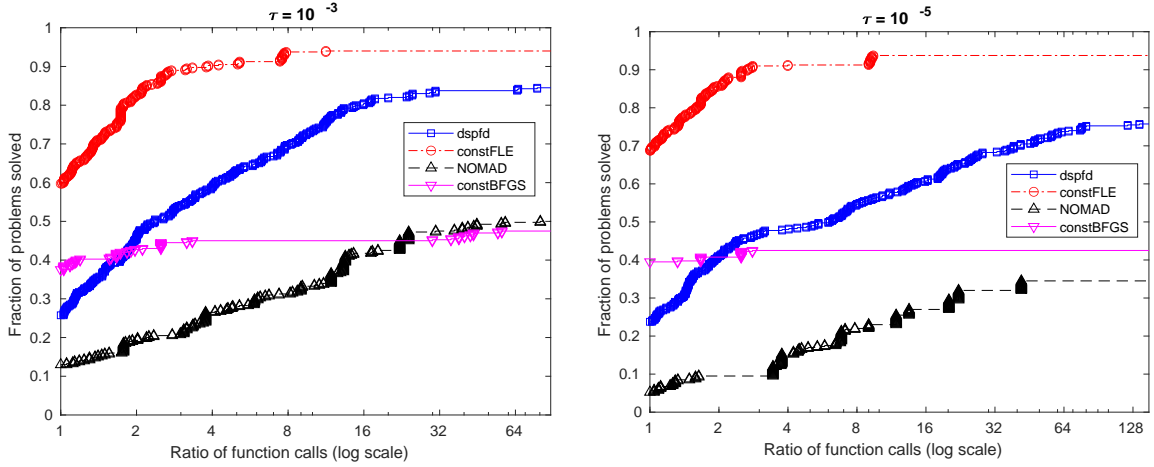 τ = 10 -3
Fraction of problems solved
1
0.9
0.8
0.7
0.6
0.5
0.4
0.3
0.2
0.1
0
dspfd
constFLE
NOMAD
constBFGS
1 2 4 8 16 32 64
Ratio of function calls (log scale)
τ = 10 -5
Fraction of problems solved
1
0.9
0.8
0.7
0.6
0.5
0.4
0.3
0.2
0.1
0
dspfd
constFLE
NOMAD
constBFGS
1 2 4 8 16 32 64 128
Ratio of function calls (log scale)